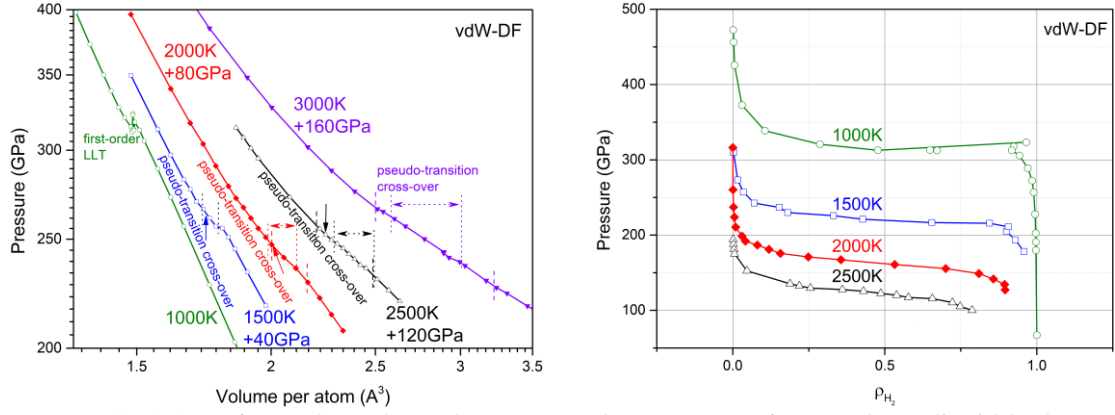 vdW-DF
400
350
300
250
200
Pressure (GPa)
2000K
+80GPa
3000K
+160GPa
first-order
LLT
pseudo-transition
cross-over
pseudo-transition cross-over
pseudo-transition cross-over
pseudo-transition cross-over
1000K
1500K
+40GPa
2500K
+120GPa
1.5
2
2.5
3
3.5
Volume per atom (A³)
vdW-DF
500
400
300
200
100
Pressure (GPa)
1000K
1500K
2000K
2500K
0.0
0.5
1.0
ρH₂